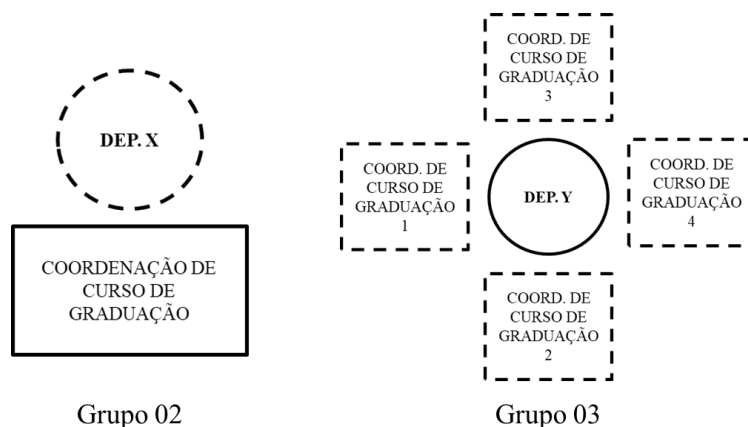 DEP. X
COORDENAÇÃO DE
CURSO DE
GRADUAÇÃO
Grupo 02
COORD. DE
CURSO DE
GRADUAÇÃO
3
COORD. DE
CURSO DE
GRADUAÇÃO
1
DEP. Y
COORD. DE
CURSO DE
GRADUAÇÃO
4
COORD. DE
CURSO DE
GRADUAÇÃO
2
Grupo 03